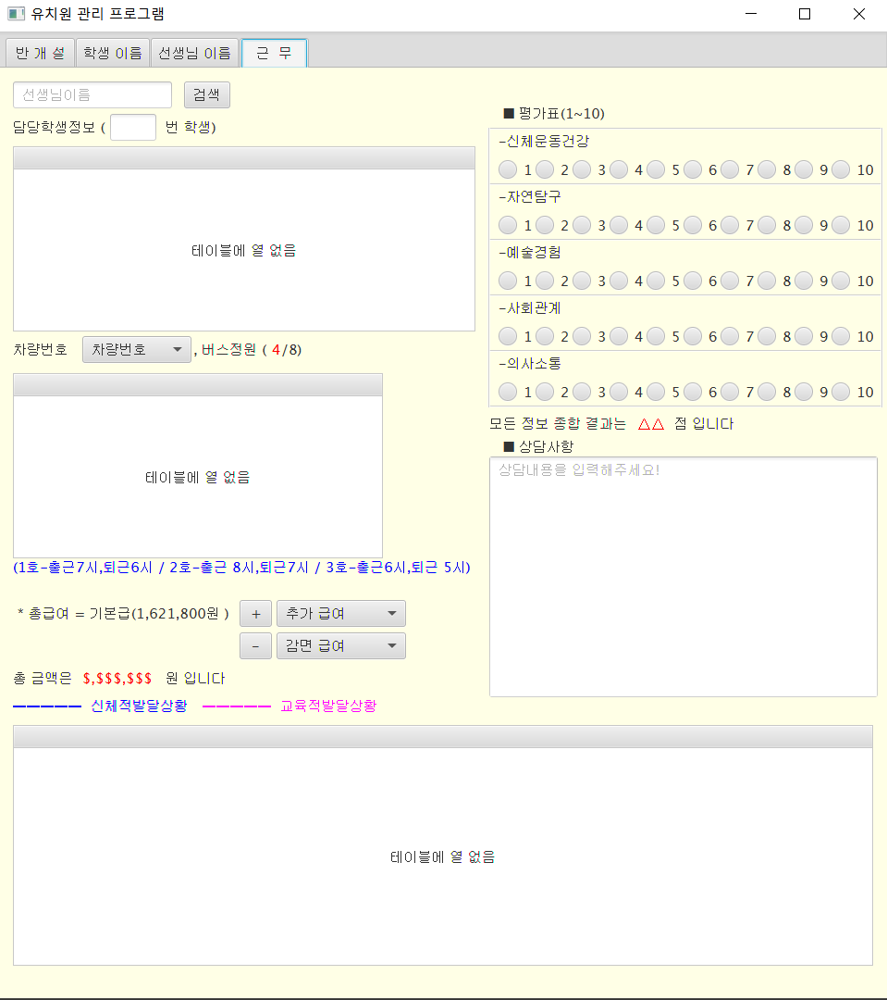 유치원 관리 프로그램
반 개 설 학생 이름 선생님 이름 근 무
선생님이름 검색
담당학생정보 ( 번 학생)
테이블에 열 없음
차량번호 차량번호 , 버스정원 ( 4/8)
테이블에 열 없음
(1호-출근7시,퇴근6시 / 2호-출근 8시,퇴근7시 / 3호-출근6시,퇴근 5시)
* 총급여 = 기본급(1,621,800원 ) + 추가 급여
- 감면 급여
총 금액은 $,$$$,$$$ 원 입니다
————— 신체적발달상황 ————— 교육적발달상황
■ 평가표(1~10)
-신체운동건강
1 2 3 4 5 6 7 8 9 10
-자연탐구
1 2 3 4 5 6 7 8 9 10
-예술경험
1 2 3 4 5 6 7 8 9 10
-사회관계
1 2 3 4 5 6 7 8 9 10
-의사소통
1 2 3 4 5 6 7 8 9 10
모든 정보 종합 결과는 △△ 점 입니다
■ 상담사항
상담내용을 입력해주세요!
테이블에 열 없음